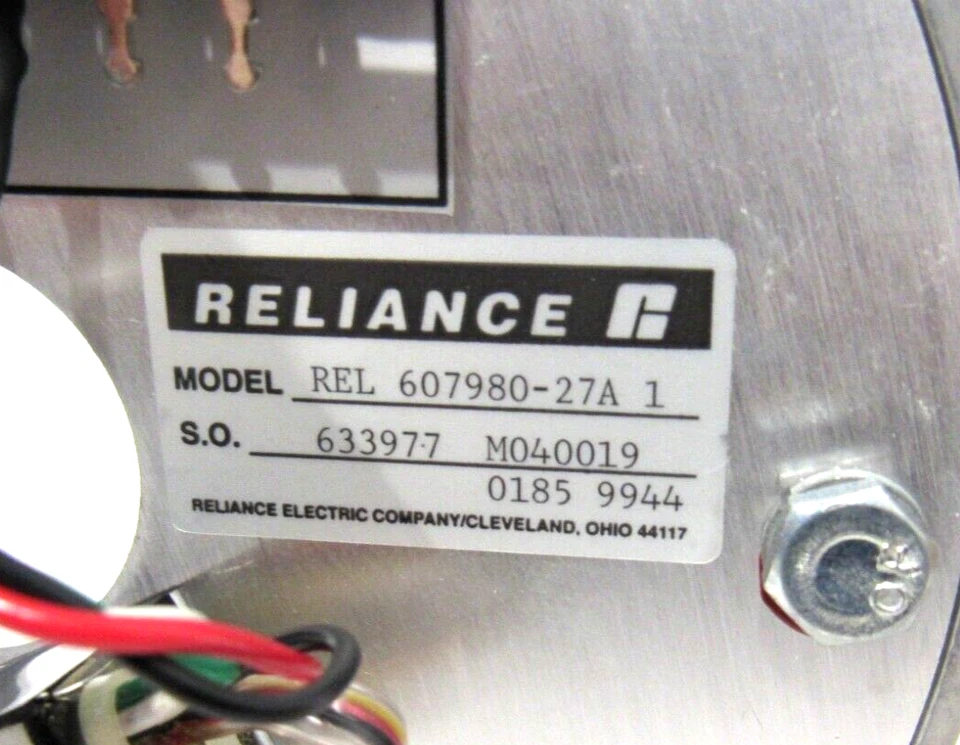 RELIANCE
MODEL REL 607980-27A 1
S.O. 633977 M040019
0185 9944
RELIANCE ELECTRIC COMPANY/CLEVELAND, OHIO 44117